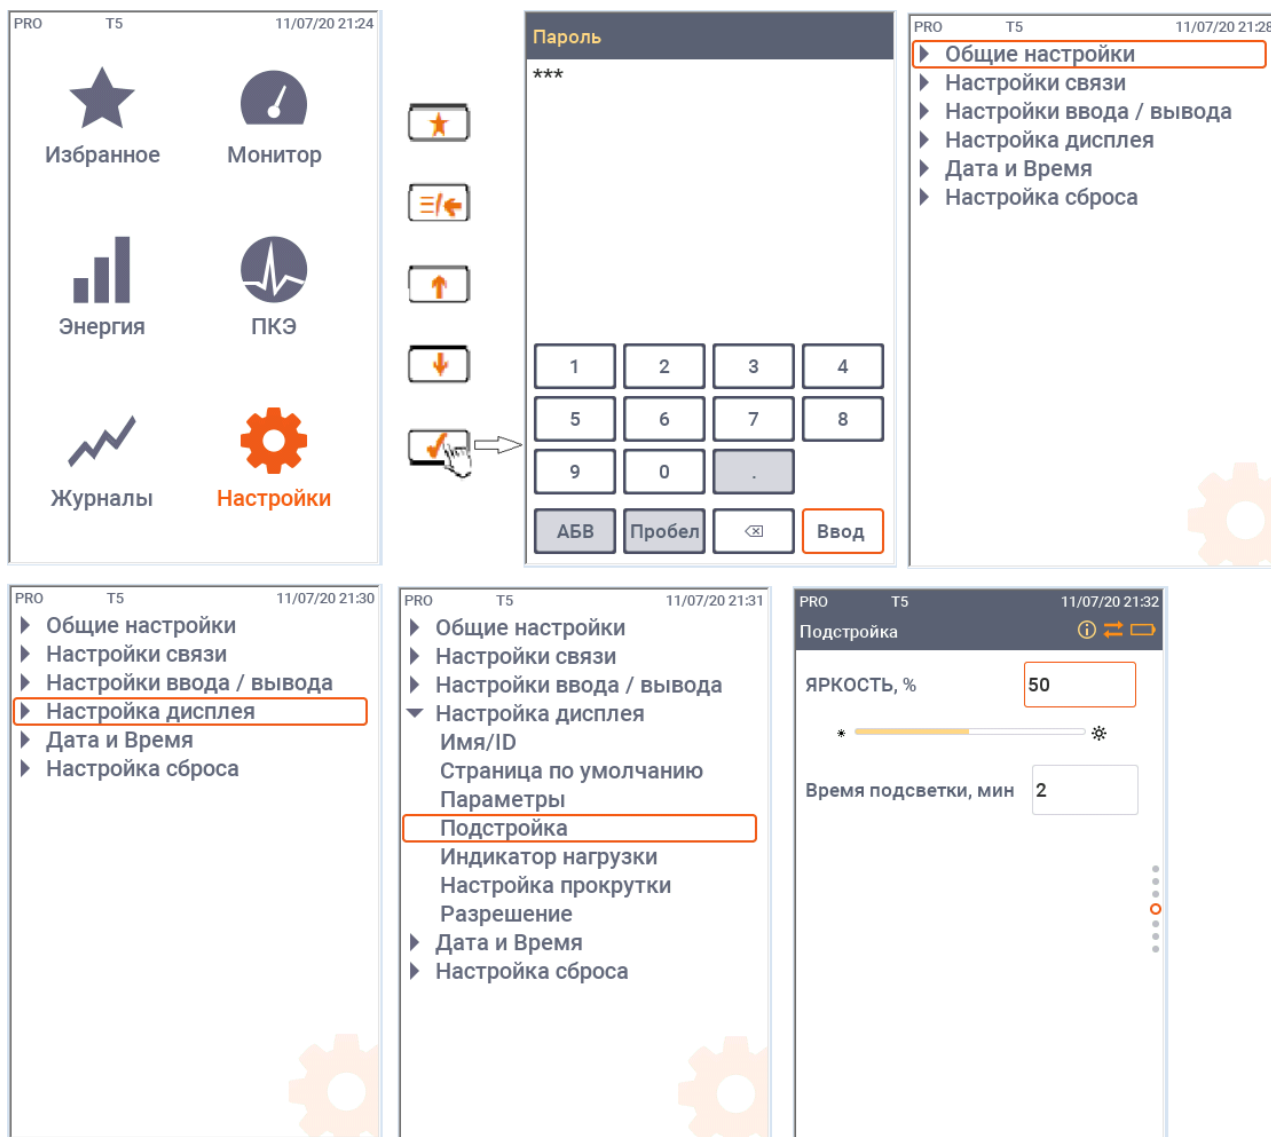 PRO T5 11/07/20 21:24
Избранное Монитор
Энергия ПКЭ
Журналы Настройки
Пароль
***
1 2 3 4
5 6 7 8
9 0 .
АБВ Пробел Ввод
PRO T5 11/07/20 21:28
Общие настройки
Настройки связи
Настройки ввода / вывода
Настройка дисплея
Дата и Время
Настройка сброса
PRO T5 11/07/20 21:30
Общие настройки
Настройки связи
Настройки ввода / вывода
Настройка дисплея
Дата и Время
Настройка сброса
PRO T5 11/07/20 21:31
Общие настройки
Настройки связи
Настройки ввода / вывода
Настройка дисплея
Имя/ID
Страница по умолчанию
Параметры
Подстройка
Индикатор нагрузки
Настройка прокрутки
Разрешение
Дата и Время
Настройка сброса
PRO T5 11/07/20 21:32
Подстройка
ЯРКОСТЬ, % 50
Время подсветки, мин 2